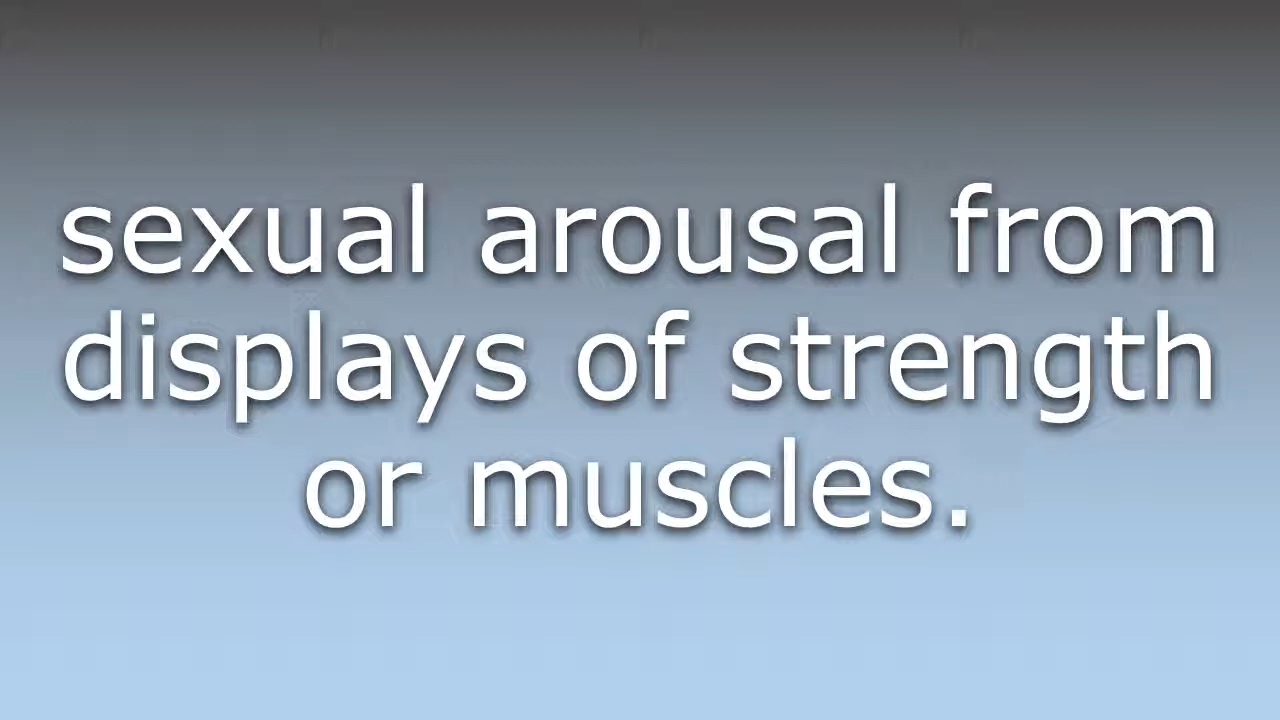 sexual arousal from
displays of strength
or muscles.